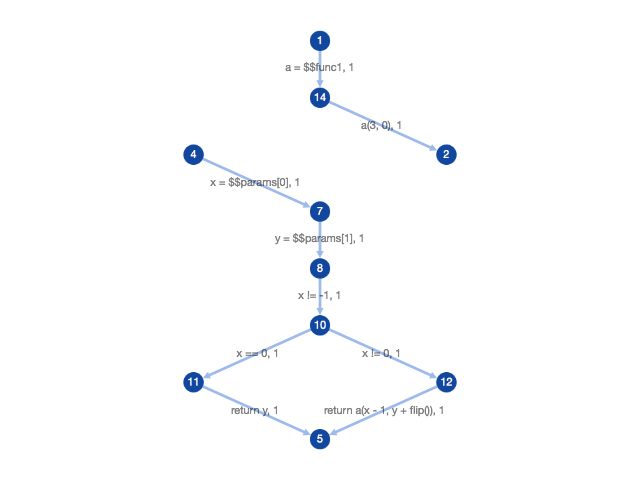 1
a = $$func1, 1
14
a(3, 0), 1
4
2
x = $$params[0], 1
7
y = $$params[1], 1
8
x != -1, 1
10
x == 0, 1
x != 0, 1
11
12
return y, 1
return a(x - 1, y + flip()), 1
5